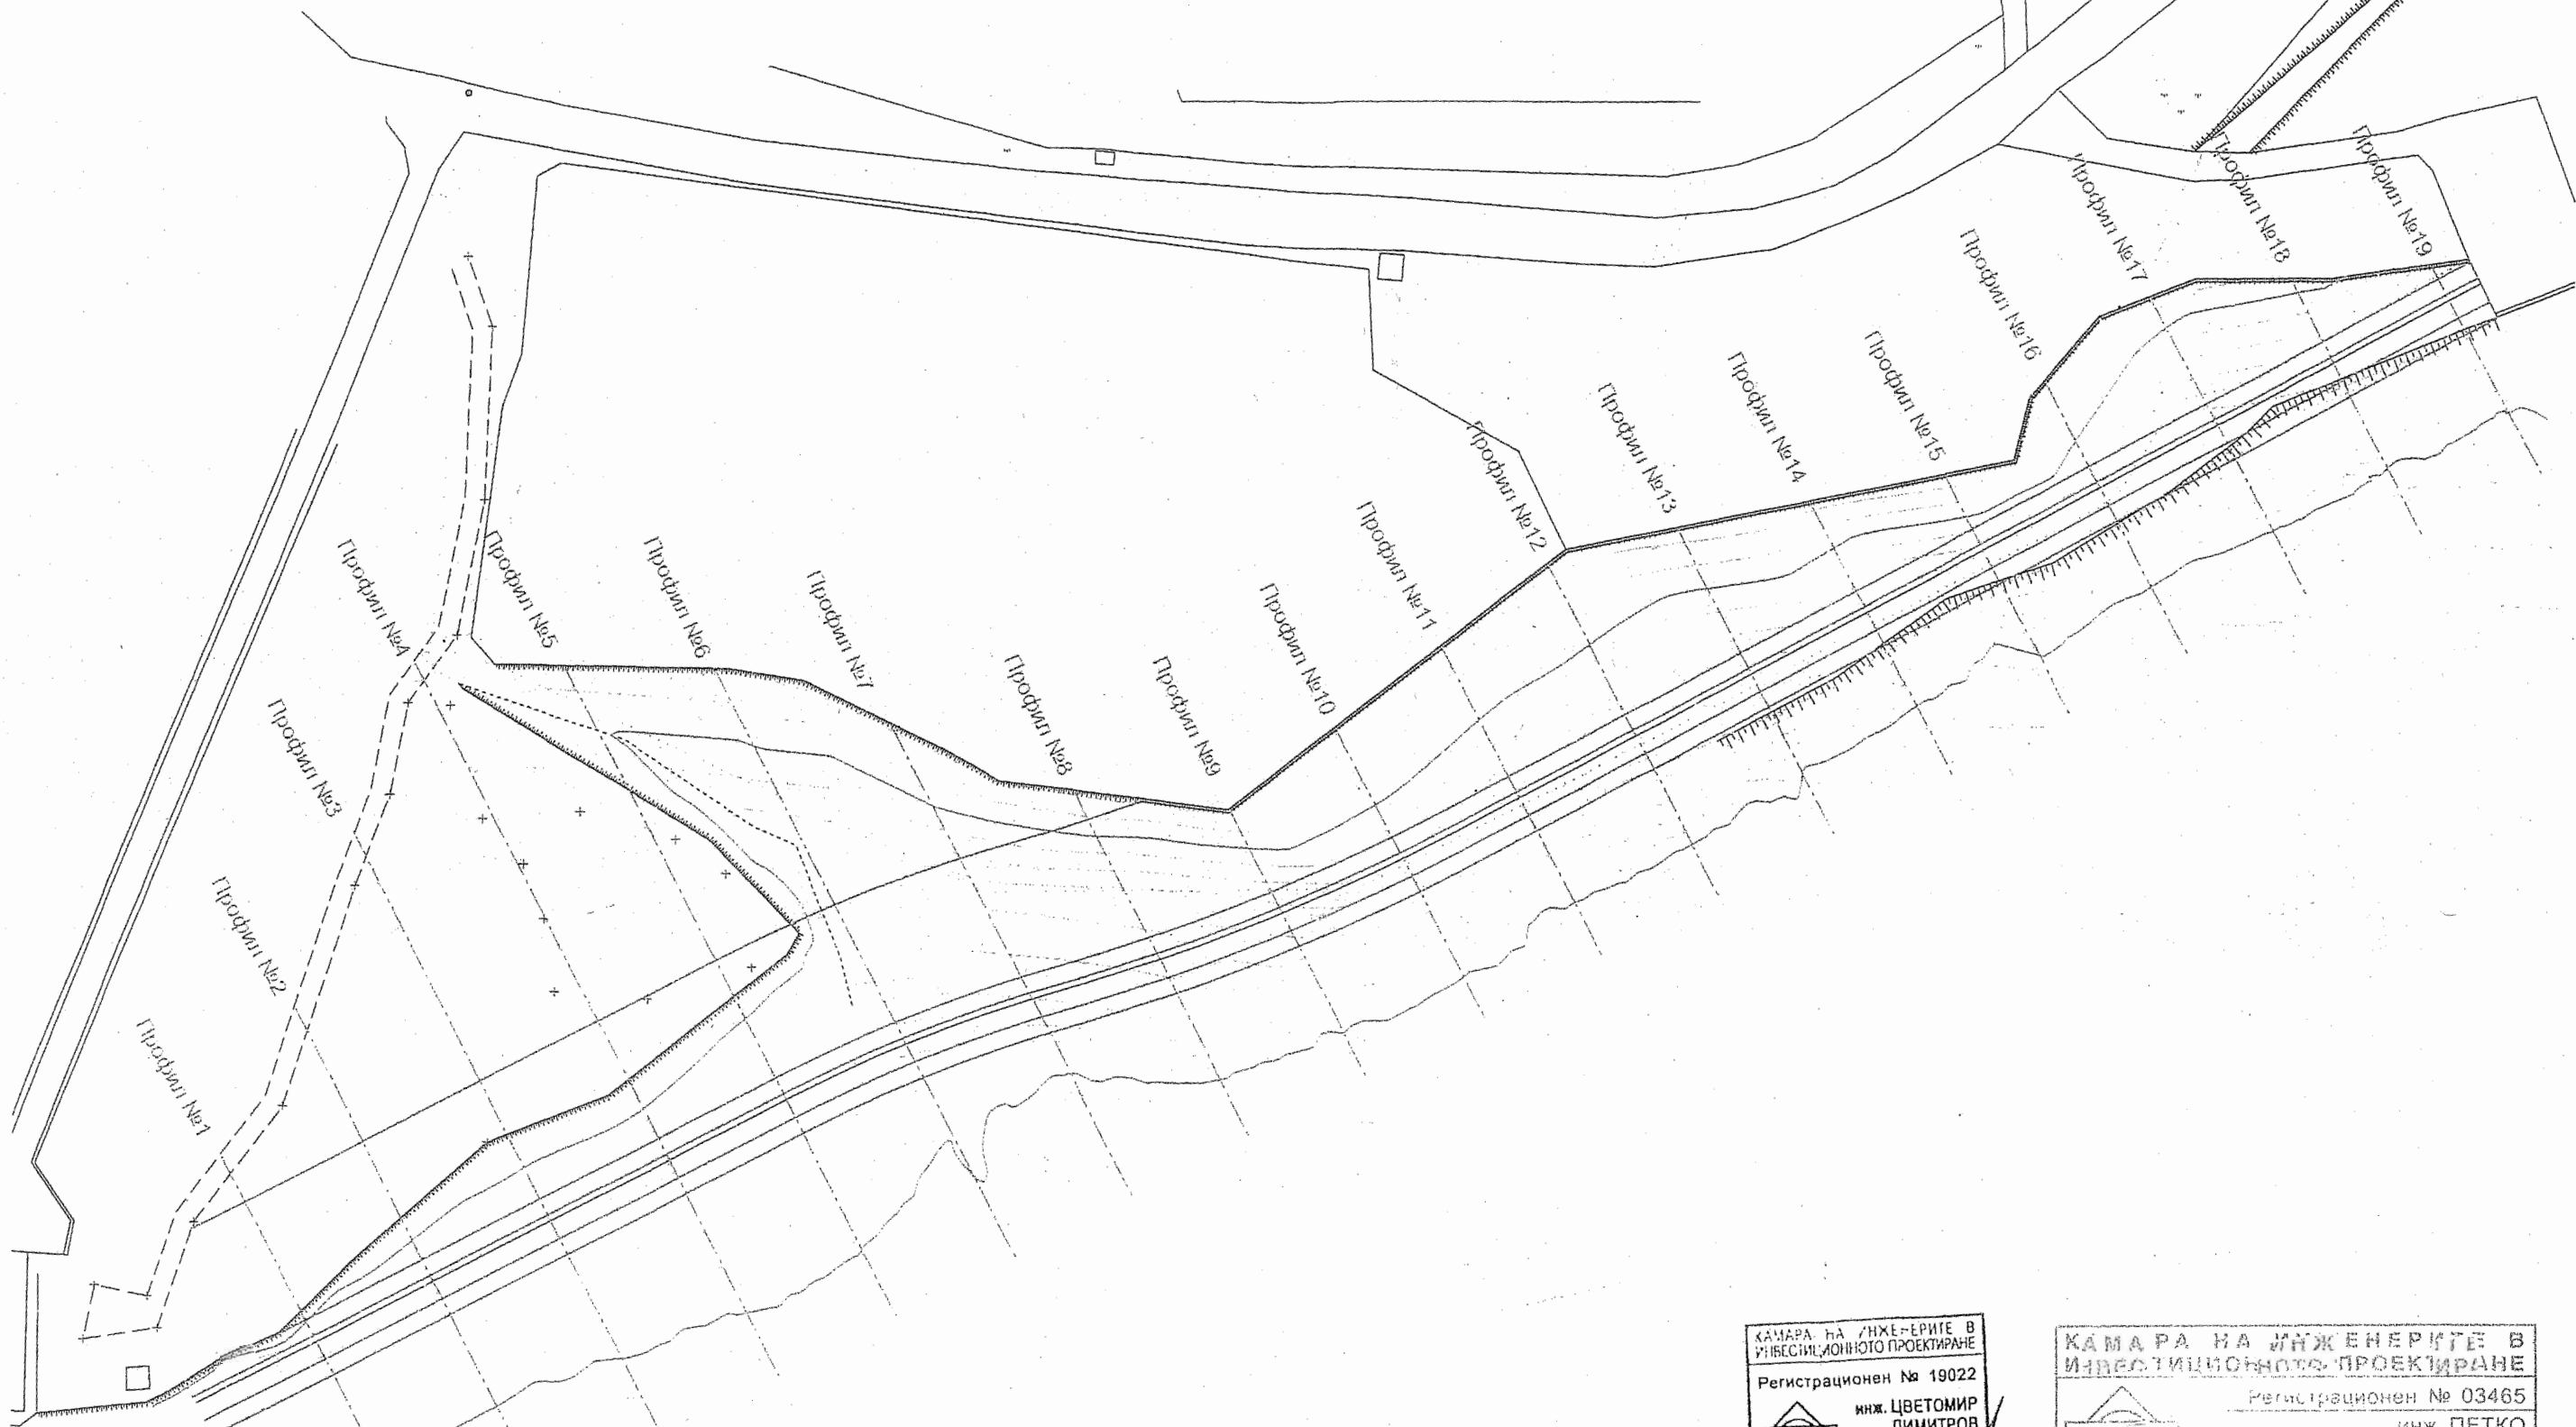 Профил №1
Профил №2
Профил №3
Профил №4
Профил №5
Профил №6
Профил №7
Профил №8
Профил №9
Профил №10
Профил №11
Профил №12
Профил №13
Профил №14
Профил №15
Профил №16
Профил №17
Профил №18
Профил №19
КАМАРА НА ИНЖЕНЕРИТЕ В
ИНВЕСТИЦИОННОТО ПРОЕКТИРАНЕ
Регистрационен № 19022
инж. ЦВЕТОМИР
ДИМИТРОВ
КАМАРА НА ИНЖЕНЕРИТЕ В
ИНВЕСТИЦИОННОТО ПРОЕКТИРАНЕ
Регистрационен № 03465
инж. ПЕТКО